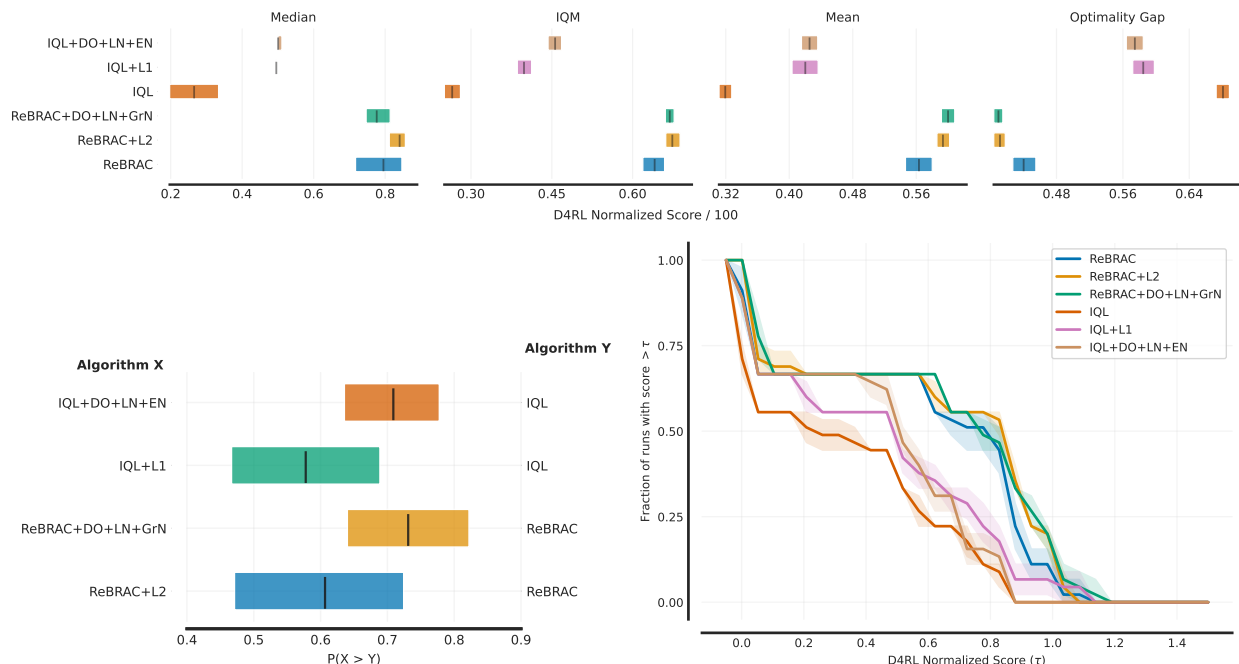 Median IQM Mean Optimality Gap
IQL+DO+LN+EN
IQL+L1
IQL
ReBRAC+DO+LN+GrN
ReBRAC+L2
ReBRAC
0.2 0.4 0.6 0.8 0.30 0.45 0.60 0.32 0.40 0.48 0.56 0.48 0.56 0.64
D4RL Normalized Score / 100
Algorithm X Algorithm Y
IQL+DO+LN+EN IQL
IQL+L1 IQL
ReBRAC+DO+LN+GrN ReBRAC
ReBRAC+L2 ReBRAC
0.4 0.5 0.6 0.7 0.8 0.9
P(X > Y)
Fraction of runs with score > τ
1.00
0.75
0.50
0.25
0.00
ReBRAC
ReBRAC+L2
ReBRAC+DO+LN+GrN
IQL
IQL+L1
IQL+DO+LN+EN
0.0 0.2 0.4 0.6 0.8 1.0 1.2 1.4
D4RL Normalized Score (τ)